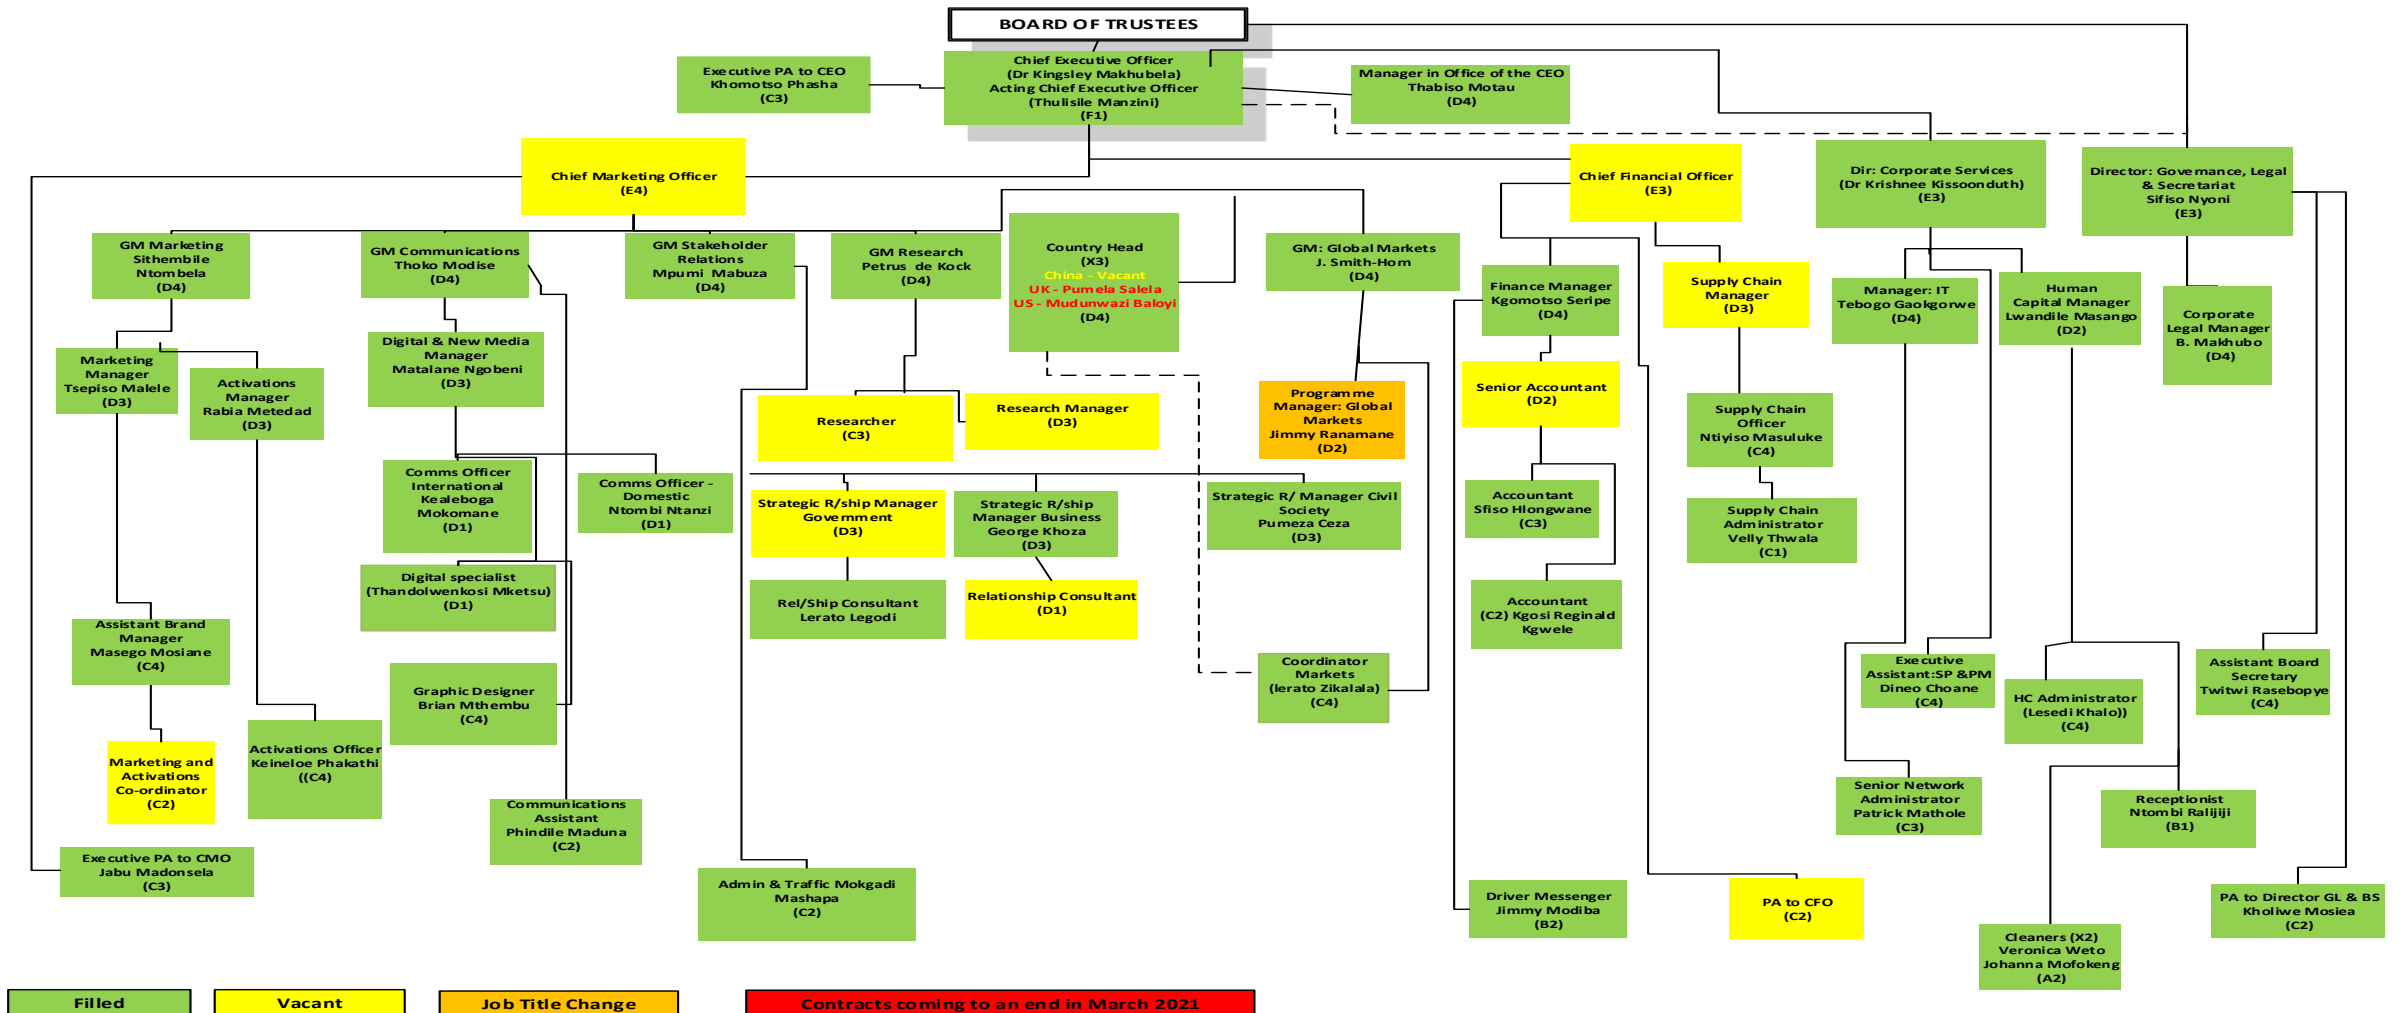 BOARD OF TRUSTEES
Chief Executive Officer
(Dr Kingsley Makhubela)
Acting Chief Executive Officer
(Thulisile Manzini)
(F1)
Executive PA to CEO
Khomotso Phasha
(C3)
Manager in Office of the CEO
Thabiso Motau
(D4)
Chief Marketing Officer
(E4)
Chief Financial Officer
(E3)
Dir: Corporate Services
(Dr Krishnee Kissoonduth)
(E3)
Director: Governance, Legal
& Secretariat
Sifiso Nyoni
(E3)
GM Marketing
Sithembile
Ntombela
(D4)
GM Communications
Thoko Modise
(D4)
GM Stakeholder
Relations
Mpumi Mabuza
(D4)
GM Research
Petrus de Kock
(D4)
Country Head
(X3)
China - Vacant
UK - Pumela Salela
US - Mudunwazi Baloyi
(D4)
GM: Global Markets
J. Smith-Horn
(D4)
Finance Manager
Kgomotso Seripe
(D4)
Supply Chain
Manager
(D3)
Manager: IT
Tebogo Gaokgorwe
(D4)
Human
Capital Manager
Lwandile Masango
(D2)
Corporate
Legal Manager
B. Makhubo
(D4)
Marketing
Manager
Tsepiso Malele
(D3)
Activations
Manager
Rabia Metedad
(D3)
Digital & New Media
Manager
Matalane Ngobeni
(D3)
Researcher
(C3)
Research Manager
(D3)
Programme
Manager: Global
Markets
Jimmy Ranamane
(D2)
Senior Accountant
(D2)
Supply Chain
Officer
Ntiyiso Masuluke
(C4)
Comms Officer
International
Kealeboga
Mokomane
(D1)
Comms Officer -
Domestic
Ntombi Ntanzi
(D1)
Strategic R/ship Manager
Government
(D3)
Strategic R/ship
Manager Business
George Khoza
(D3)
Strategic R/ Manager Civil
Society
Pumeza Ceza
(D3)
Accountant
Sfiso Hlongwane
(C3)
Supply Chain
Administrator
Velly Thwala
(C1)
Digital specialist
(Thandolwenkosi Mketsu)
(D1)
Rel/Ship Consultant
Lerato Legodi
Relationship Consultant
(D1)
Accountant
(C2) Kgosi Reginald
Kgwele
Assistant Brand
Manager
Masego Mosiane
(C4)
Graphic Designer
Brian Mthembu
(C4)
Coordinator
Markets
(lerato Zikalala)
(C4)
Executive
Assistant:SP &PM
Dineo Choane
(C4)
HC Administrator
(Lesedi Khalo))
(C4)
Assistant Board
Secretary
Twitwi Rasebopye
(C4)
Marketing and
Activations
Co-ordinator
(C2)
Activations Officer
Keineloe Phakathi
((C4)
Communications
Assistant
Phindile Maduna
(C2)
Senior Network
Administrator
Patrick Mathole
(C3)
Receptionist
Ntombi Ralijiji
(B1)
Executive PA to CMO
Jabu Madonsela
(C3)
Admin & Traffic Mokgadi
Mashapa
(C2)
Driver Messenger
Jimmy Modiba
(B2)
PA to CFO
(C2)
PA to Director GL & BS
Kholiwe Mosiea
(C2)
Cleaners (X2)
Veronica Weto
Johanna Mofokeng
(A2)
Filled
Vacant
Job Title Change
Contracts coming to an end in March 2021